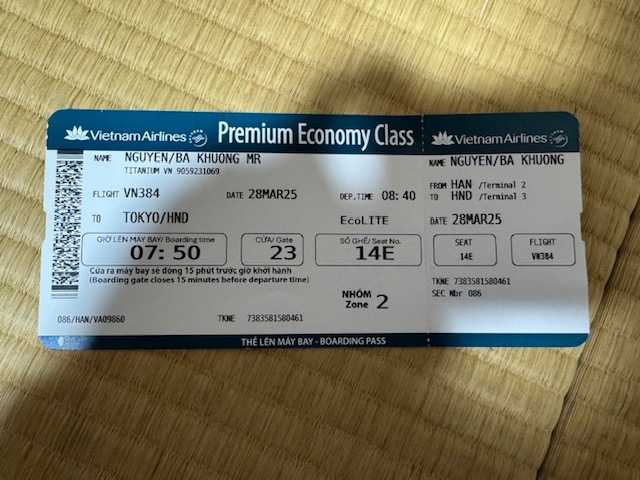 Vietnam Airlines Premium Economy Class
NAME NGUYEN/BA KHUONG MR
TITANIUM VN 9059231069
FLIGHT VN384 DATE 28MAR25 DEP.TIME 08:40
TO TOKYO/HND EcoLITE
GIỜ LÊN MÁY BAY/ Boarding time CỬA/ Gate SỐ GHẾ/ Seat No.
07:50 23 14E
Cửa ra máy bay sẽ đóng 15 phút trước giờ khởi hành
(Boarding gate closes 15 minutes before departure time)
NHÓM
Zone 2
086/HAN/VA09860 TKNE 7383581580461
THẺ LÊN MÁY BAY - BOARDING PASS
Vietnam Airlines
NAME NGUYEN/BA KHUONG
FROM HAN /Terminal 2
TO HND /Terminal 3
DATE 28MAR25
SEAT FLIGHT
14E VN384
TKNE 7383581580461
SEC Nbr 086